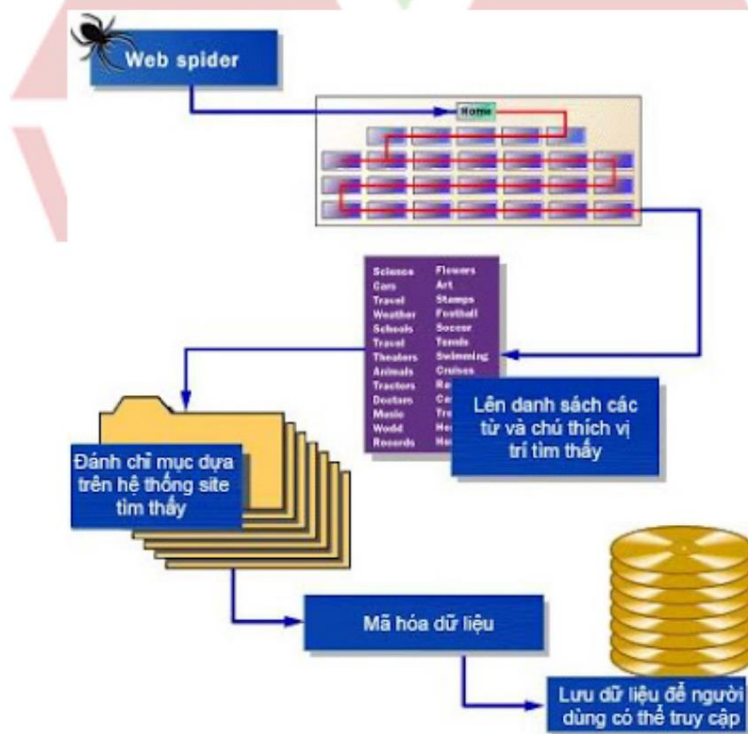 Web spider
Home
Science Flowers
Cars Art
Travel Stamps
Weather Football
Schools Soccer
Travel Tennis
Theaters Swimming
Animals Cruises
Tractors
Doctors
Music
World
Records
Lên danh sách các
từ và chú thích vị
trí tìm thấy
Đánh chỉ mục dựa
trên hệ thống site
tìm thấy
Mã hóa dữ liệu
Lưu dữ liệu để người
dùng có thể truy cập